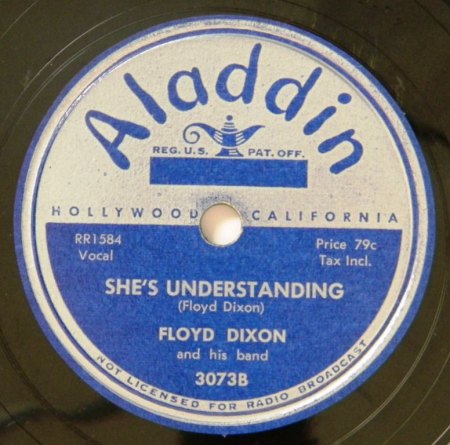 Aladdin
REG. U.S. PAT. OFF.
HOLLYWOOD CALIFORNIA
RR1584
Vocal
Price 79c
Tax Incl.
SHE'S UNDERSTANDING
(Floyd Dixon)
FLOYD DIXON
and his band
3073B
NOT LICENSED FOR RADIO BROADCAST